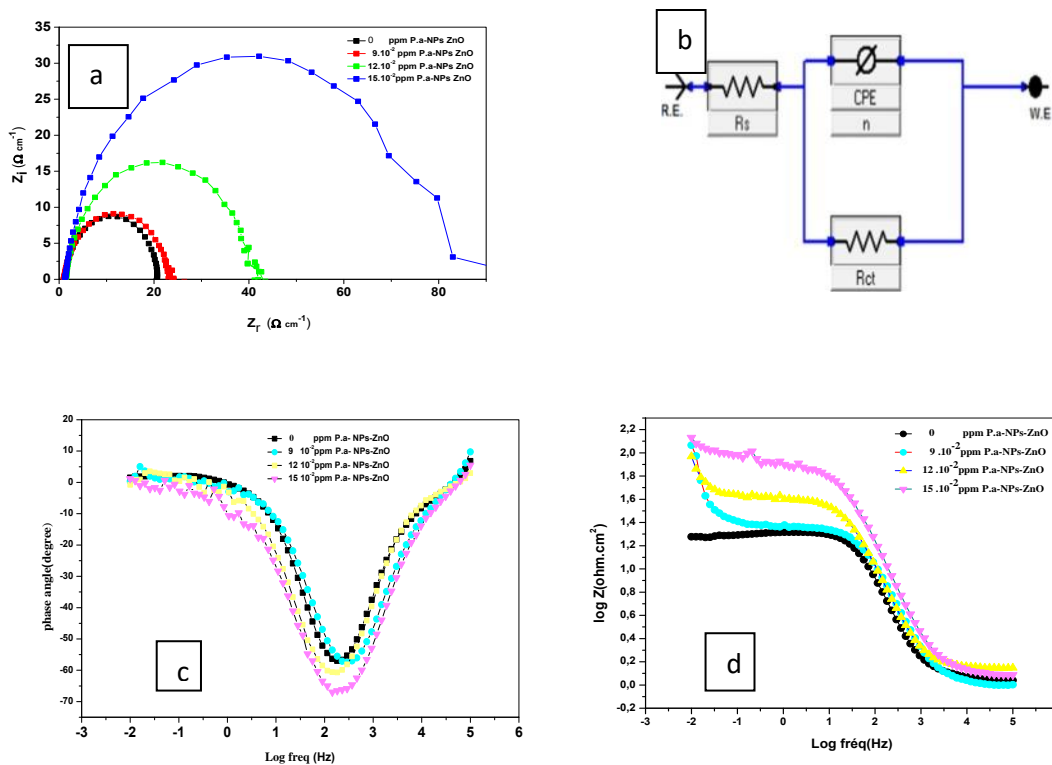 a
35
30
25
20
15
10
5
0
Zi (Ω cm-1)
0 ppm P.a-NPs ZnO
9.10-2 ppm P.a-NPs ZnO
12.10-2 ppm P.a-NPs ZnO
15.10-2ppm P.a-NPs ZnO
0 20 40 60 80
Zr (Ω cm-1)
b
R.E.
Rs
CPE
n
Rct
W.E
20
10
0
-10
-20
-30
-40
-50
-60
-70
phase angle(degree)
0 ppm P.a- NPs-ZnO
9 10-2 ppm P.a- NPs-ZnO
12 10-2 ppm P.a-NPs-ZnO
15 10-2 ppm P.a-NPs-ZnO
c
-3 -2 -1 0 1 2 3 4 5 6
Log freq (Hz)
2,2
2,0
1,8
1,6
1,4
1,2
1,0
0,8
0,6
0,4
0,2
0,0
-0,2
log Z(ohm.cm2)
0 ppm P.a-NPs-ZnO
9 .10-2 ppm P.a-NPs-ZnO
12 .10-2 ppm P.a-NPs-ZnO
15 .10-2 ppm P.a-NPs-ZnO
d
-3 -2 -1 0 1 2 3 4 5 6
Log fréq(Hz)